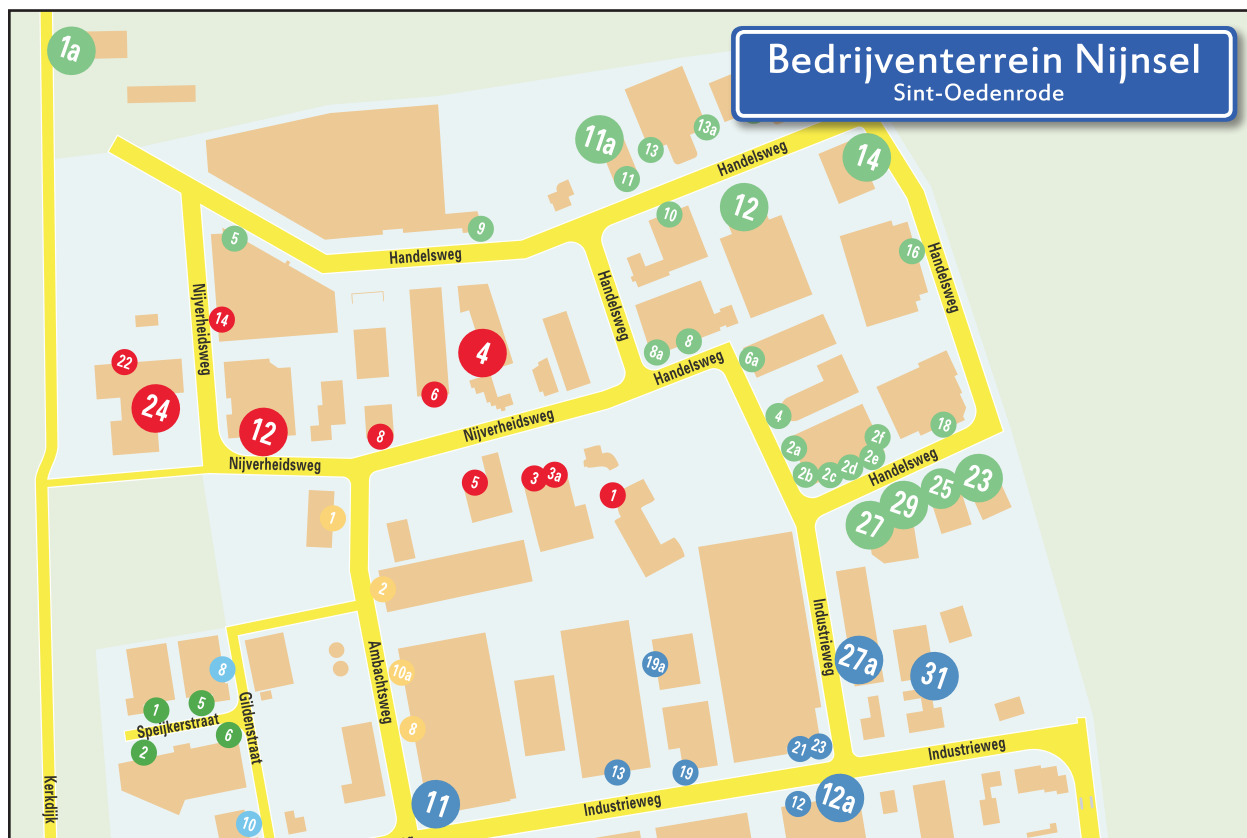 Bedrijventerrein Nijnsel
Sint-Oedenrode
1a
11a
13
13a
11
14
Handelsweg
12
10
9
5
Handelsweg
16
Handelsweg
Handelsweg
Nijverheidsweg
14
22
24
4
6
12
8
8a
8
Handelsweg
6a
4
Nijverheidsweg
Nijverheidsweg
2a
2b
2c
2d
2e
2f
18
Handelsweg
5
3
3a
1
27
29
25
23
1
2
Industrieweg
Ambachtsweg
10a
8
19a
27a
31
8
1
5
Speijkerstraat
6
2
Gildenstraat
10
Kerkdijk
11
13
19
21
23
Industrieweg
Industrieweg
12
12a